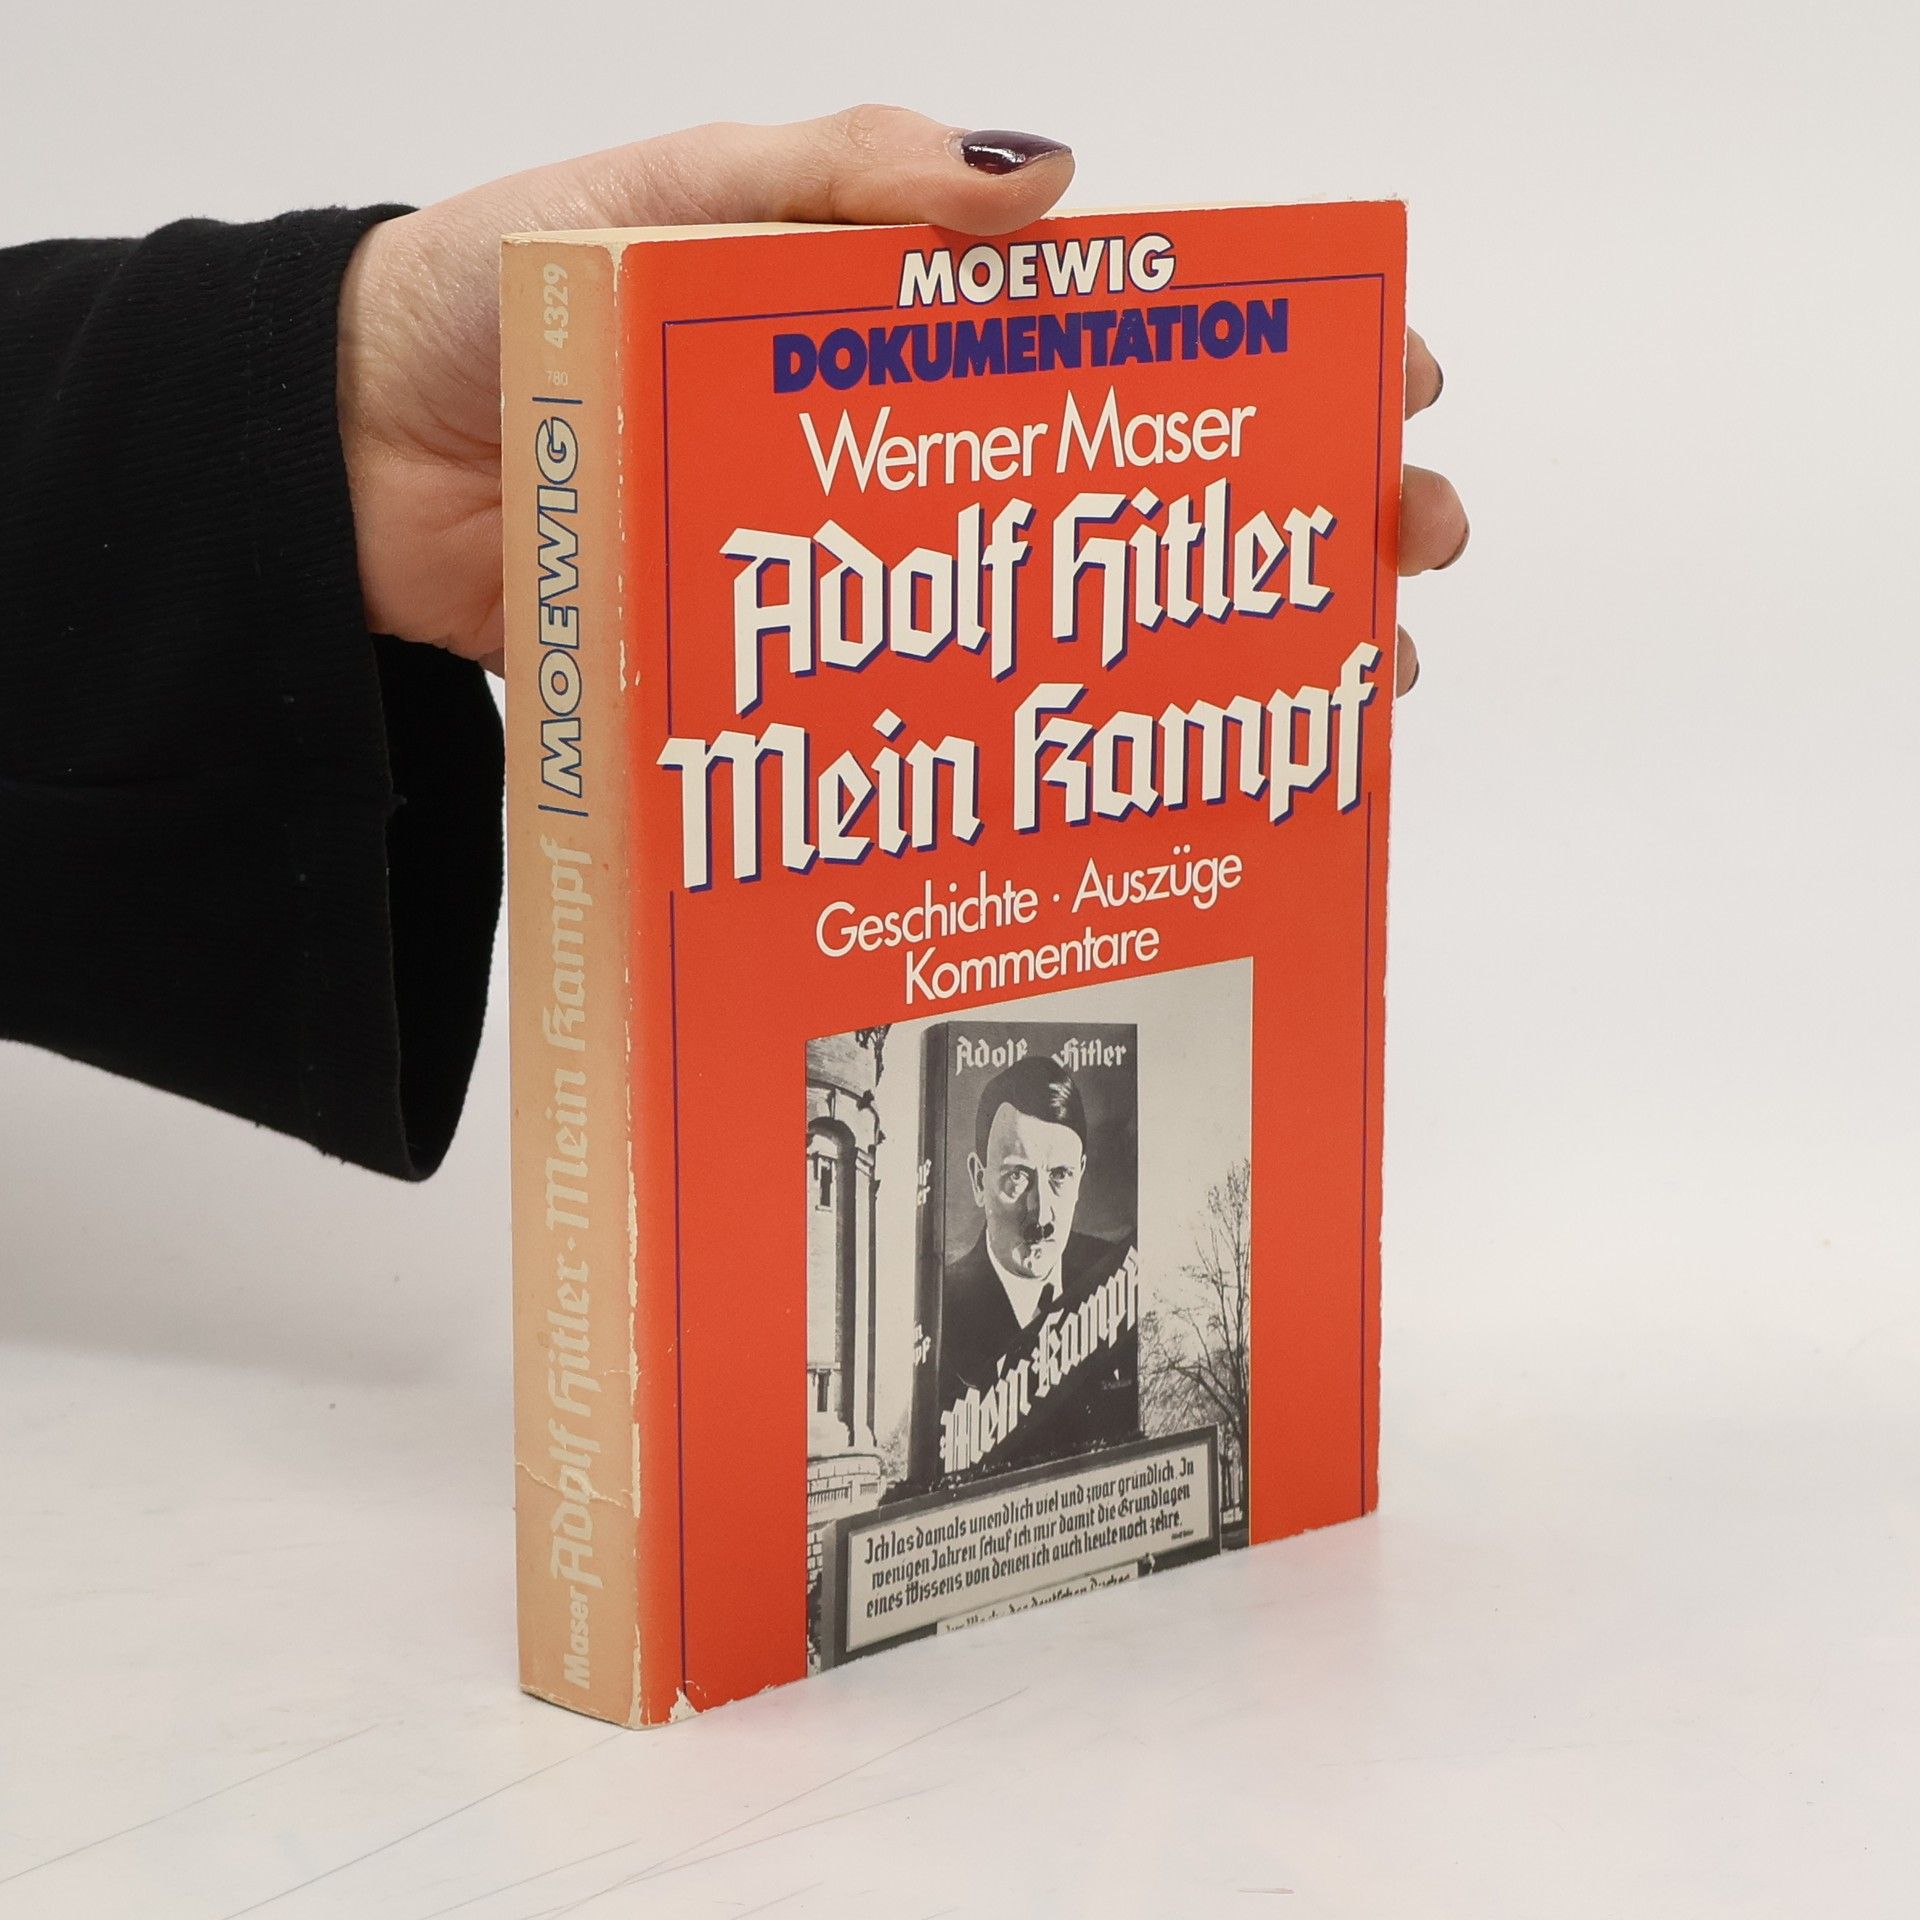 MOEWIG
DOKUMENTATION
Werner Maser
Adolf Hitler
Mein Kampf
Geschichte · Auszüge
Kommentare
Adolf Hitler
Mein Kampf
Ich las damals unendlich viel und zwar gründlich. In
wenigen Jahren schuf ich mir damit die Grundlagen
eines Wissens, von denen ich auch heute noch zehre.
Maser Adolf Hitler · Mein Kampf MOEWIG 780 4329